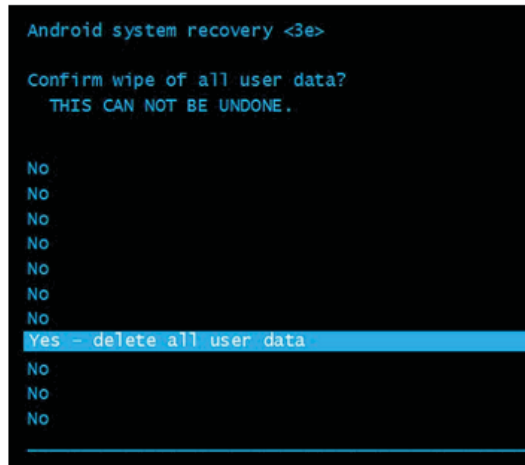 Android system recovery <3e>
Confirm wipe of all user data?
THIS CAN NOT BE UNDONE.
No
No
No
No
No
No
No
Yes – delete all user data
No
No
No